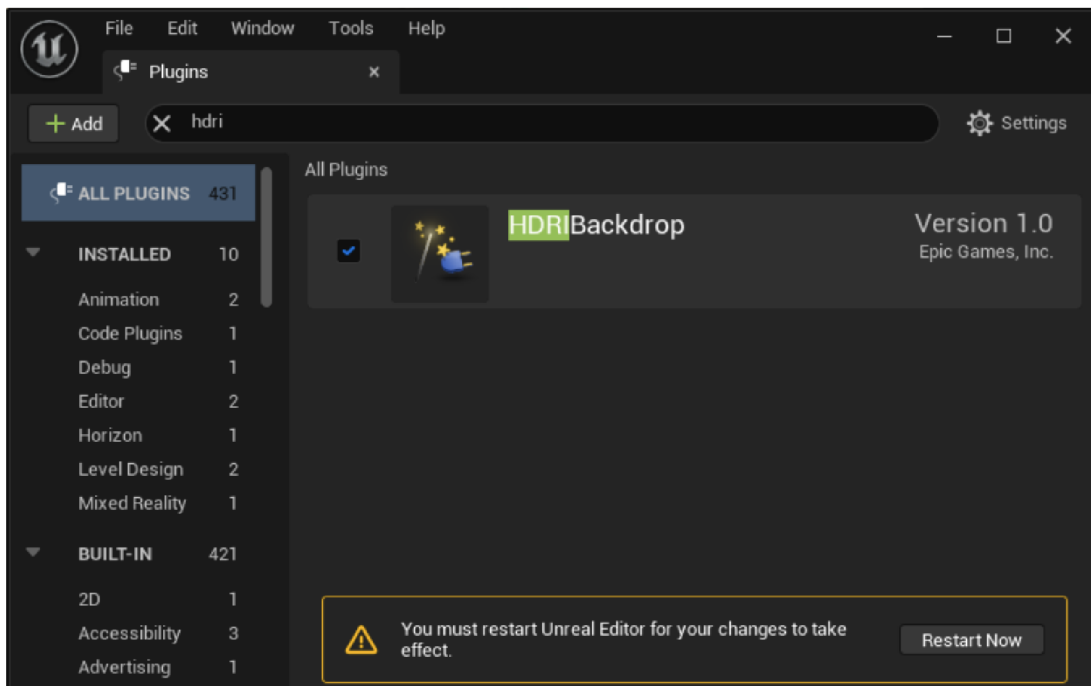 File Edit Window Tools Help
Plugins
Add
hdri
Settings
ALL PLUGINS 431
INSTALLED 10
Animation 2
Code Plugins 1
Debug 1
Editor 2
Horizon 1
Level Design 2
Mixed Reality 1
BUILT-IN 421
2D 1
Accessibility 3
Advertising 1
All Plugins
HDRIBackdrop
Version 1.0
Epic Games, Inc.
You must restart Unreal Editor for your changes to take
effect.
Restart Now